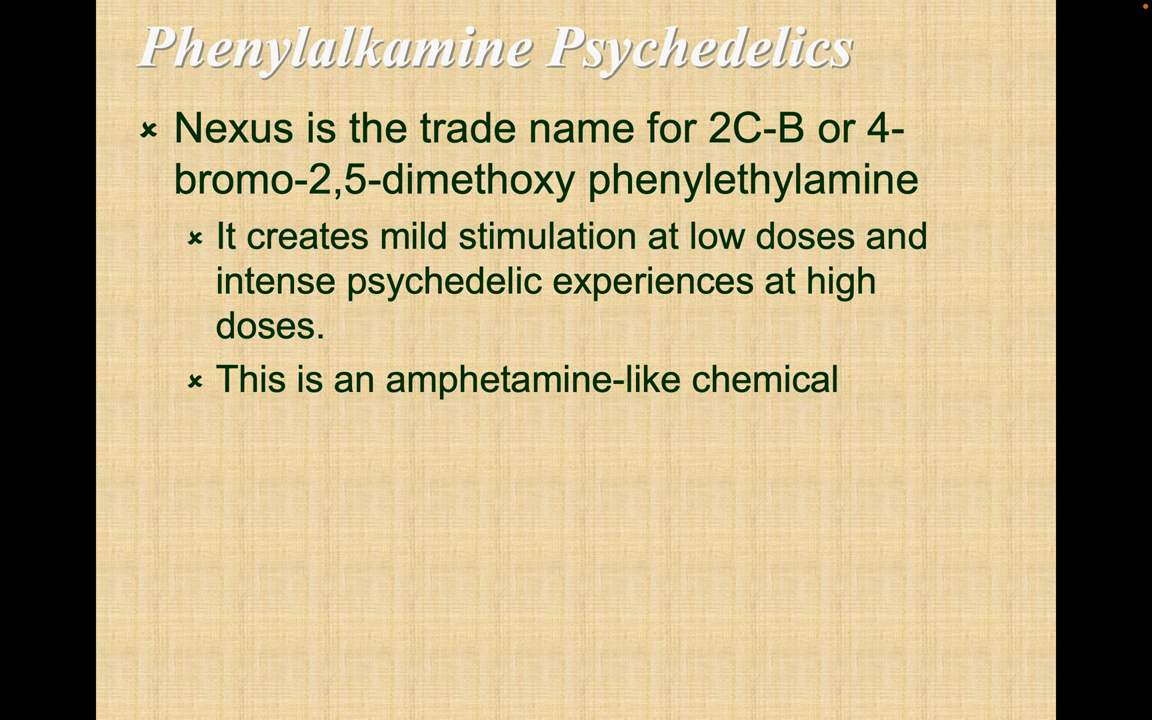 Phenylalkamine Psychedelics
Nexus is the trade name for 2C-B or 4-
bromo-2,5-dimethoxy phenylethylamine
It creates mild stimulation at low doses and
intense psychedelic experiences at high
doses.
This is an amphetamine-like chemical